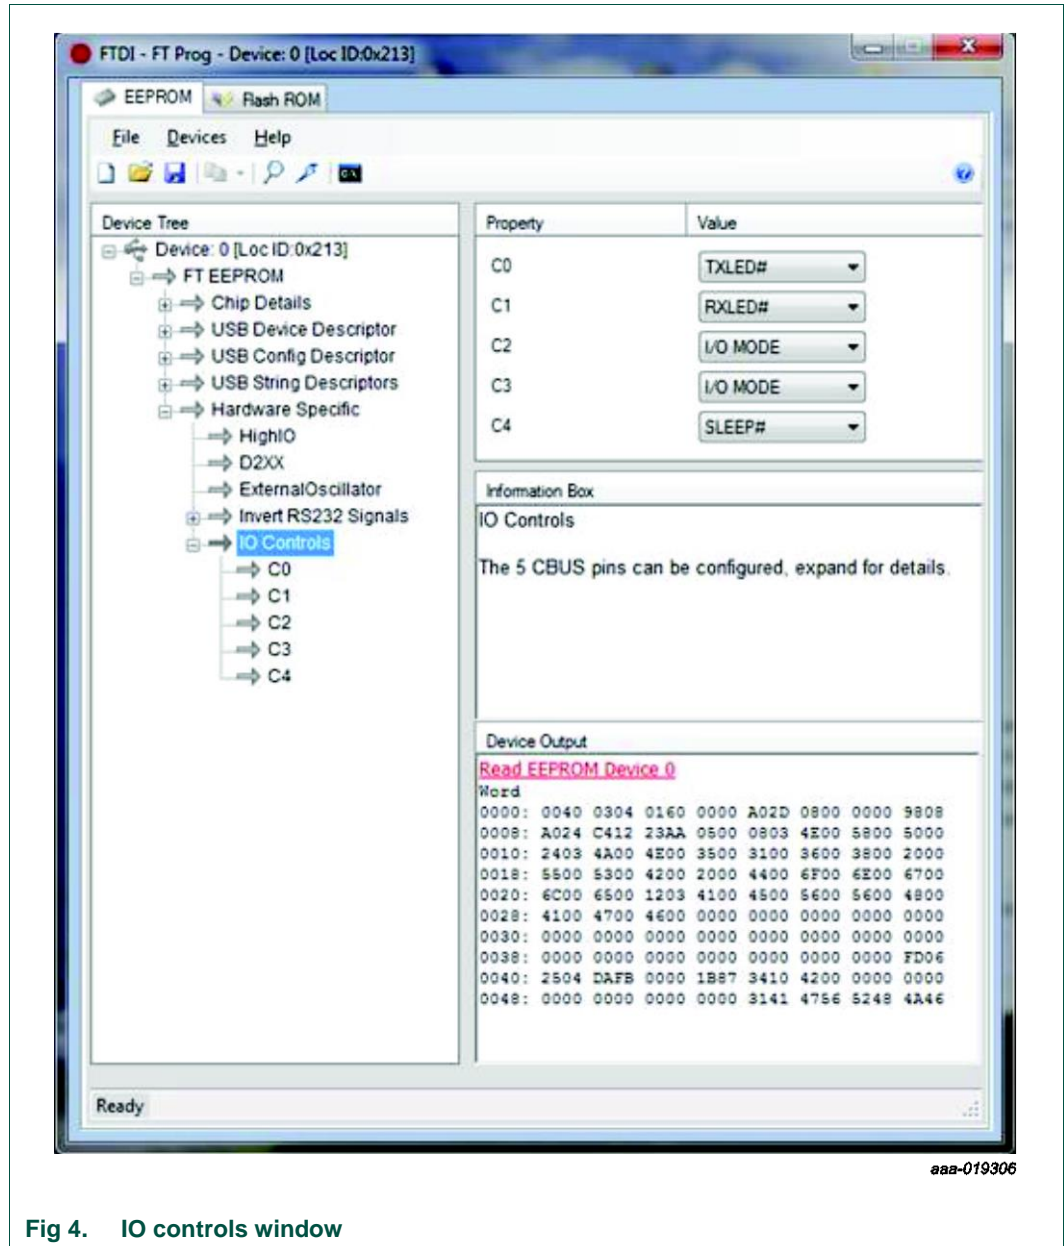 FTDI - FT Prog - Device: 0 [Loc ID:0x213]
EEPROM Flash ROM
File Devices Help
Device Tree
Device: 0 [Loc ID:0x213]
FT EEPROM
Chip Details
USB Device Descriptor
USB Config Descriptor
USB String Descriptors
Hardware Specific
HighIO
D2XX
ExternalOscillator
Invert RS232 Signals
IO Controls
C0
C1
C2
C3
C4
Property Value
C0 TXLED#
C1 RXLED#
C2 I/O MODE
C3 I/O MODE
C4 SLEEP#
Information Box
IO Controls
The 5 CBUS pins can be configured, expand for details.
Device Output
Read EEPROM Device 0
Word
0000: 0040 0304 0160 0000 A02D 0800 0000 9808
0008: A024 C412 23AA 0500 0803 4E00 5800 5000
0010: 2403 4A00 4E00 3500 3100 3600 3800 2000
0018: 5500 5300 4200 2000 4400 6F00 6E00 6700
0020: 6C00 6500 1203 4100 4500 5600 5600 4800
0028: 4100 4700 4600 0000 0000 0000 0000 0000
0030: 0000 0000 0000 0000 0000 0000 0000 0000
0038: 0000 0000 0000 0000 0000 0000 0000 FD06
0040: 2504 DAFB 0000 1B87 3410 4200 0000 0000
0048: 0000 0000 0000 0000 3141 4756 5248 4A46
Ready
aaa-019306
Fig 4. IO controls window